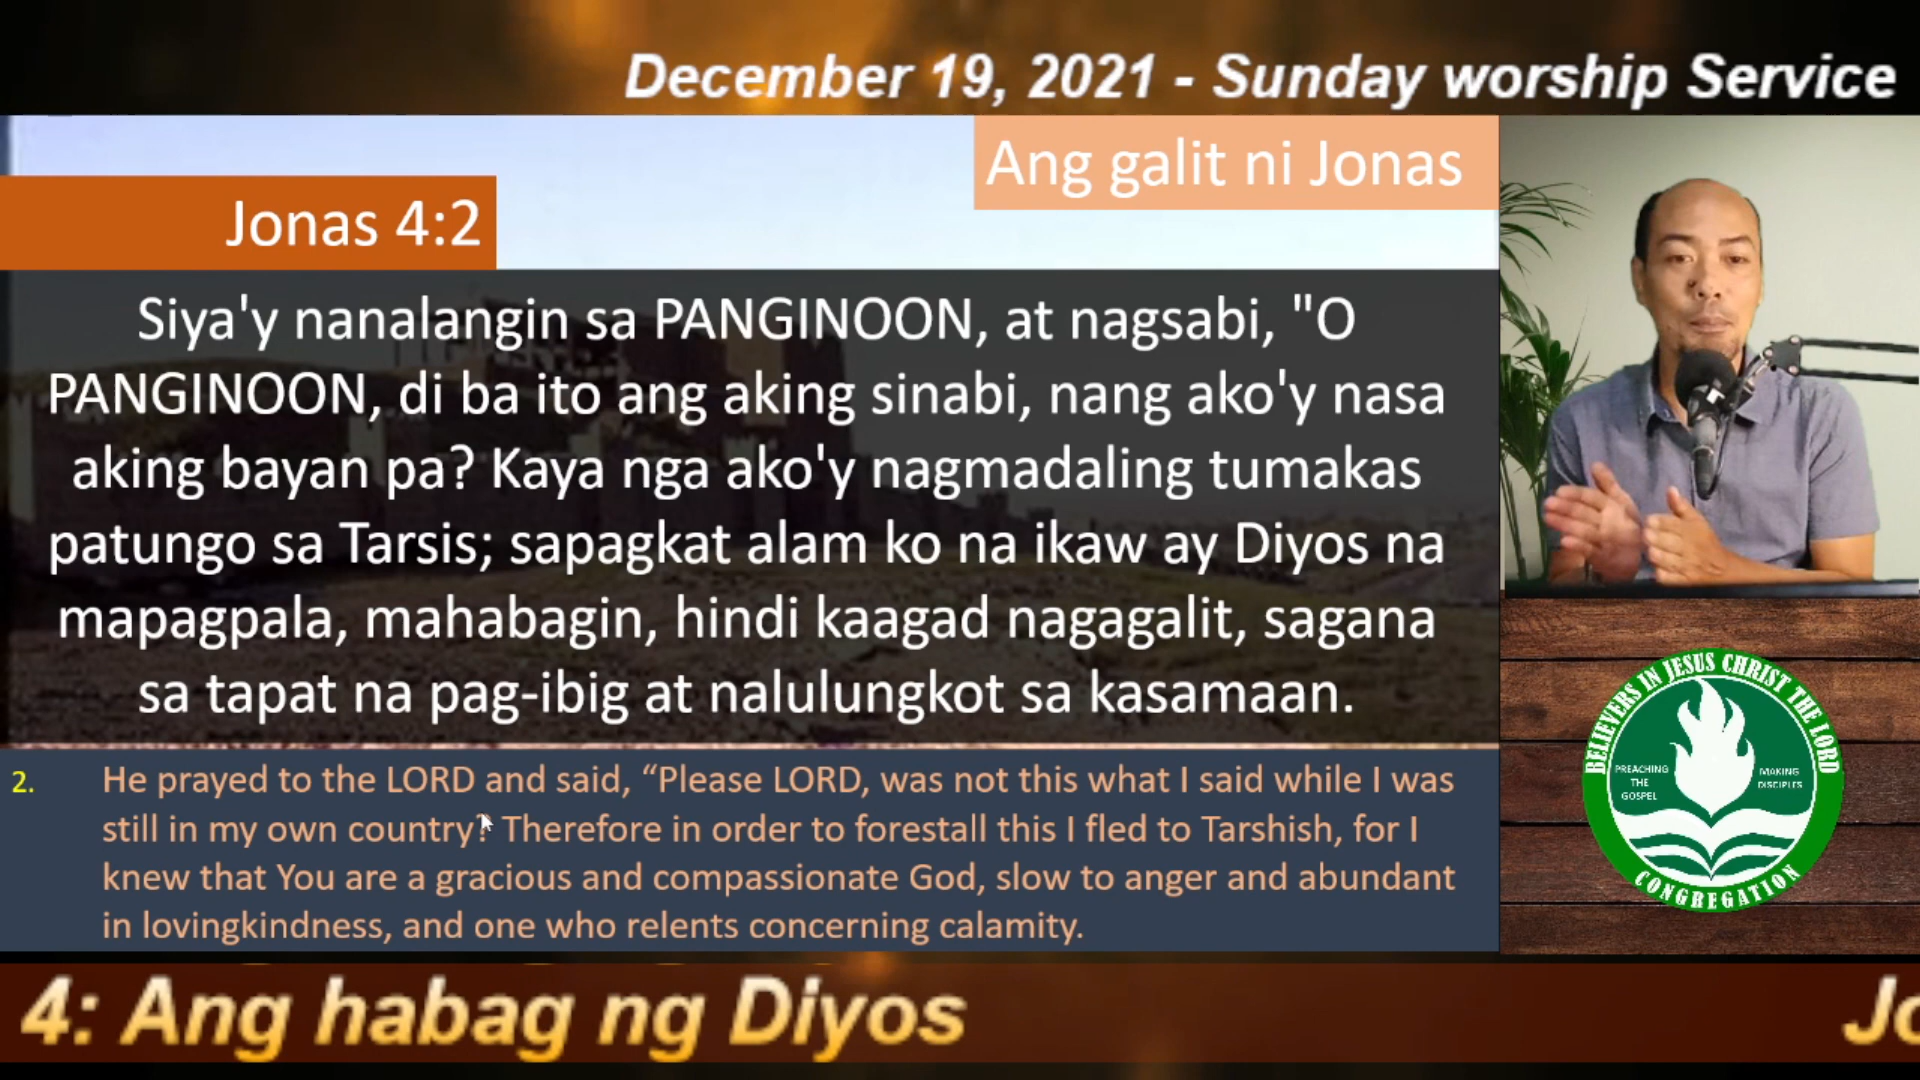 December 19, 2021 - Sunday worship Service
Ang galit ni Jonas
Jonas 4:2
Siya'y nanalangin sa PANGINOON, at nagsabi, "O
PANGINOON, di ba ito ang aking sinabi, nang ako'y nasa
aking bayan pa? Kaya nga ako'y nagmadaling tumakas
patungo sa Tarsis; sapagkat alam ko na ikaw ay Diyos na
mapagpala, mahabagin, hindi kaagad nagagalit, sagana
sa tapat na pag-ibig at nalulungkot sa kasamaan.
2. He prayed to the LORD and said, “Please LORD, was not this what I said while I was
still in my own country? Therefore in order to forestall this I fled to Tarshish, for I
knew that You are a gracious and compassionate God, slow to anger and abundant
in lovingkindness, and one who relents concerning calamity.
BELIEVERS IN JESUS CHRIST THE LORD
PREACHING
THE
GOSPEL
MAKING
DISCIPLES
CONGREGATION
4: Ang habag ng Diyos
Jo